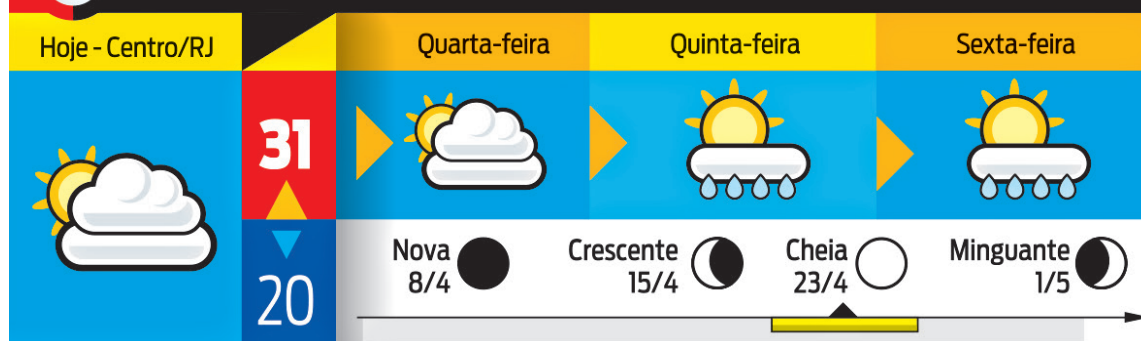 Hoje - Centro/RJ
31
20
Quarta-feira
Quinta-feira
Sexta-feira
Nova
8/4
Crescente
15/4
Cheia
23/4
Minguante
1/5